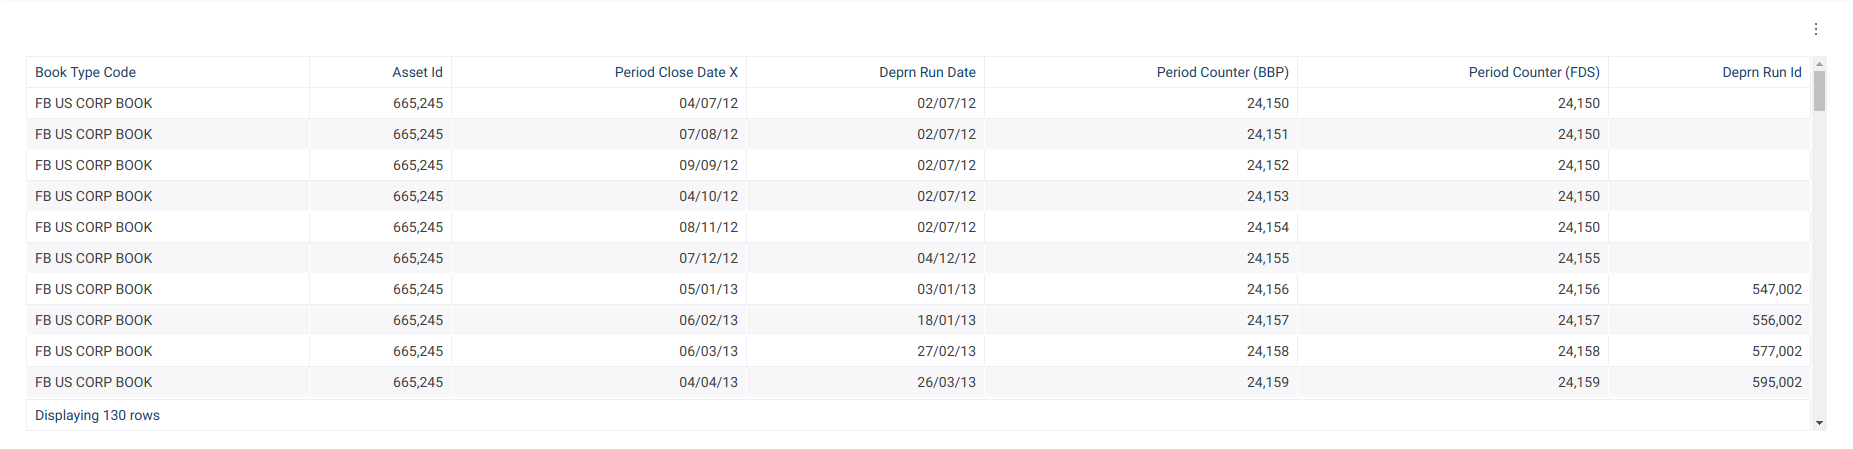 Book Type Code Asset Id Period Close Date X Deprn Run Date Period Counter (BBP) Period Counter (FDS) Deprn Run Id
FB US CORP BOOK 665,245 04/07/12 02/07/12 24,150 24,150
FB US CORP BOOK 665,245 07/08/12 02/07/12 24,151 24,150
FB US CORP BOOK 665,245 09/09/12 02/07/12 24,152 24,150
FB US CORP BOOK 665,245 04/10/12 02/07/12 24,153 24,150
FB US CORP BOOK 665,245 08/11/12 02/07/12 24,154 24,150
FB US CORP BOOK 665,245 07/12/12 04/12/12 24,155 24,155
FB US CORP BOOK 665,245 05/01/13 03/01/13 24,156 24,156 547,002
FB US CORP BOOK 665,245 06/02/13 18/01/13 24,157 24,157 556,002
FB US CORP BOOK 665,245 06/03/13 27/02/13 24,158 24,158 577,002
FB US CORP BOOK 665,245 04/04/13 26/03/13 24,159 24,159 595,002
Displaying 130 rows